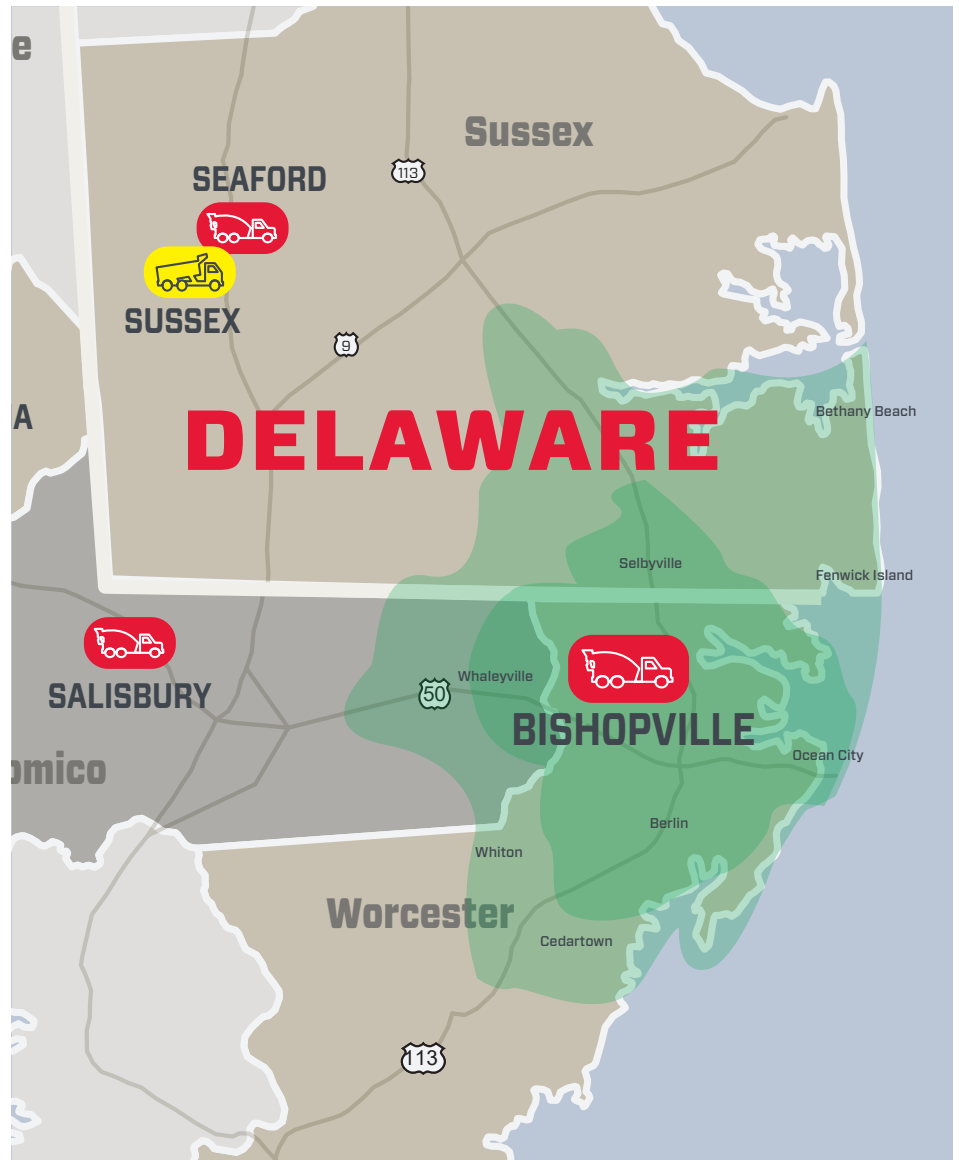 e
Sussex
SEAFORD
113
SUSSEX
9
A
DELAWARE
Bethany Beach
Selbyville
Fenwick Island
SALISBURY
50
Whaleyville
BISHOPVILLE
omico
Ocean City
Berlin
Whiton
Worcester
Cedartown
113